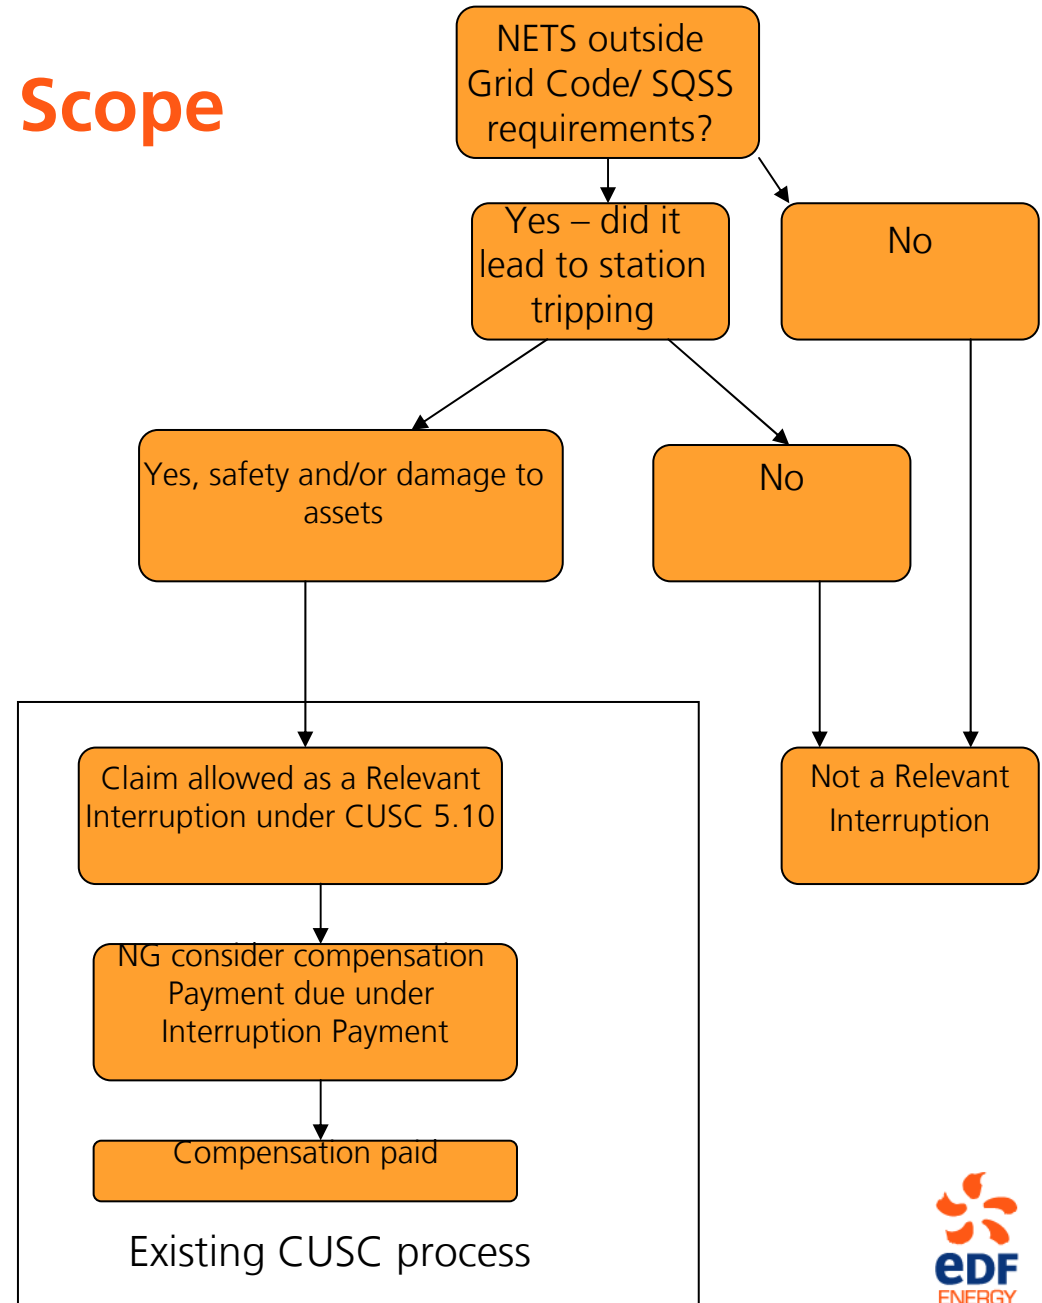 Scope
NETS outside
Grid Code/ SQSS
requirements?
Yes – did it
lead to station
tripping
No
Yes, safety and/or damage to
assets
No
Claim allowed as a Relevant
Interruption under CUSC 5.10
Not a Relevant
Interruption
NG consider compensation
Payment due under
Interruption Payment
Compensation paid
Existing CUSC process
eDF
ENERGY